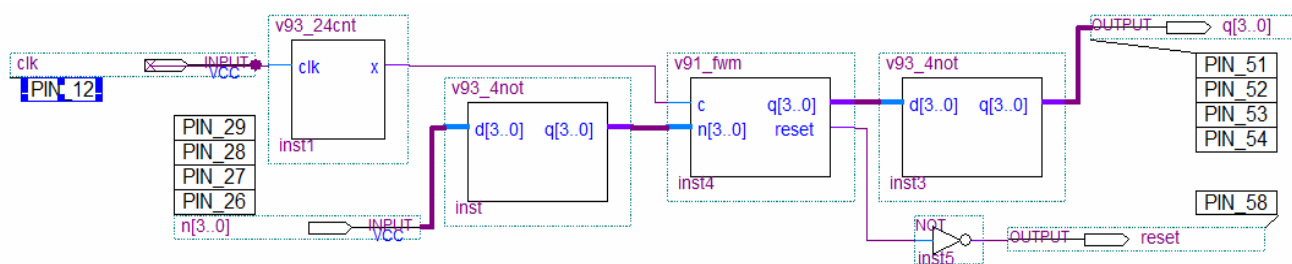 v93_24cnt
clk
INPUT
VCC
PIN_12
clk
x
inst1
PIN_29
PIN_28
PIN_27
PIN_26
n[3..0]
INPUT
VCC
v93_4not
d[3..0]
q[3..0]
inst
v91_fwm
c
n[3..0]
q[3..0]
reset
inst4
v93_4not
d[3..0]
q[3..0]
inst3
OUTPUT
q[3..0]
PIN_51
PIN_52
PIN_53
PIN_54
NOT
inst5
OUTPUT
reset
PIN_58